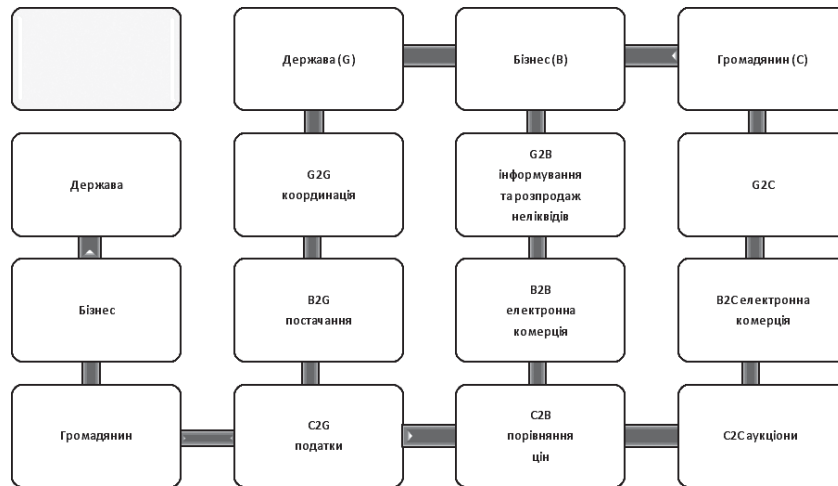 Держава (G)
Бізнес (B)
Громадянин (C)
Держава
G2G
координація
G2B
інформування
та розпродаж
неліквідів
G2C
Бізнес
B2G
постачання
B2B
електронна
комерція
B2C електронна
комерція
Громадянин
C2G
податки
C2B
порівняння
цін
C2C аукціони